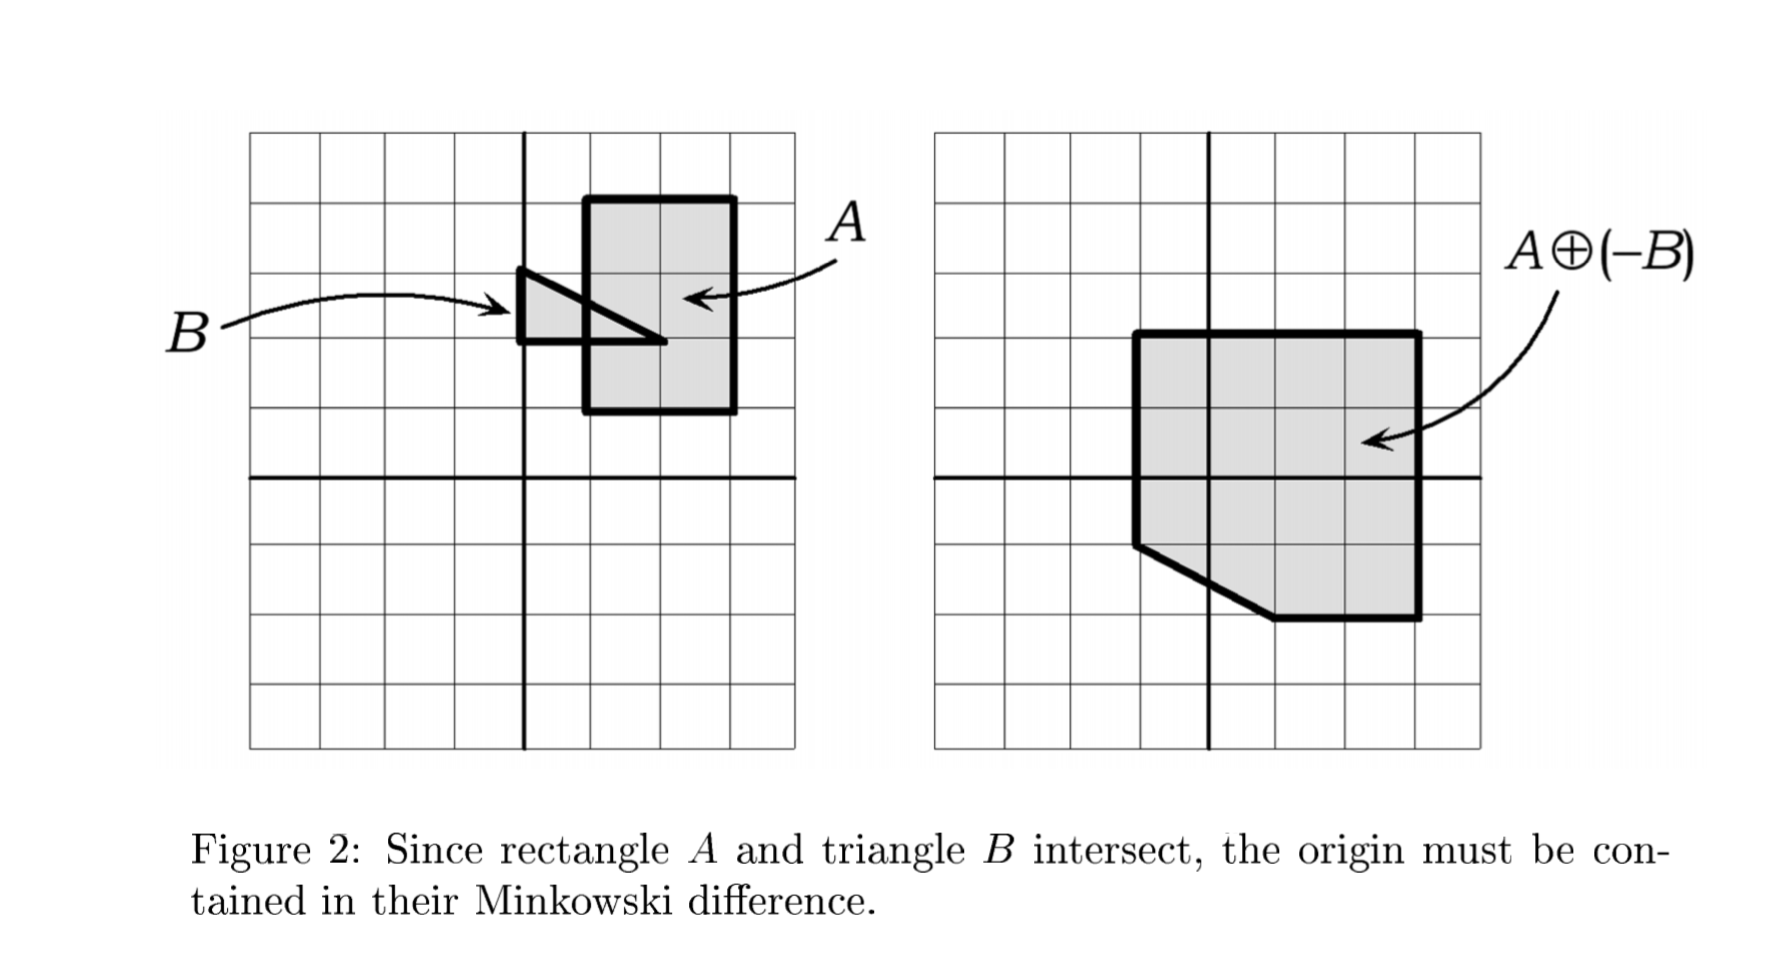 A
B
A⊕(–B)
Figure 2: Since rectangle A and triangle B intersect, the origin must be con-
tained in their Minkowski difference.